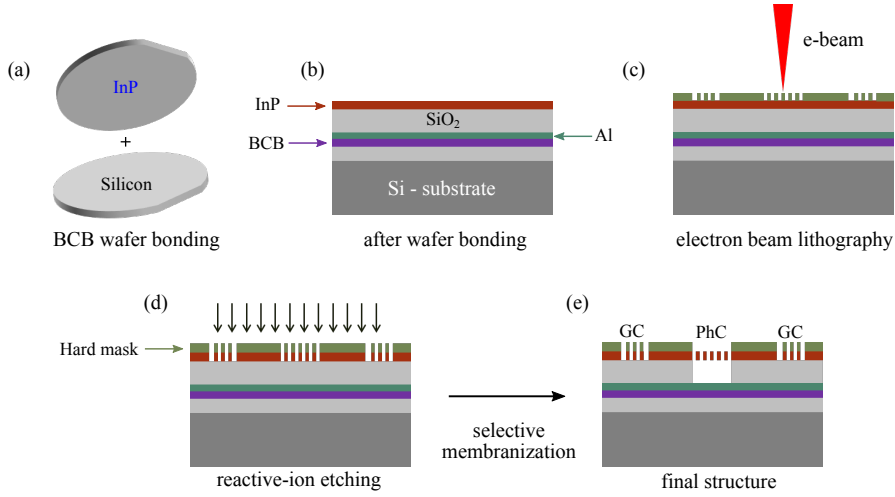 (a)
InP
+
Silicon
BCB wafer bonding
(b)
InP
SiO₂
BCB
Al
Si - substrate
after wafer bonding
(c)
e-beam
electron beam lithography
(d)
Hard mask
reactive-ion etching
selective
membranization
(e)
GC PhC GC
final structure